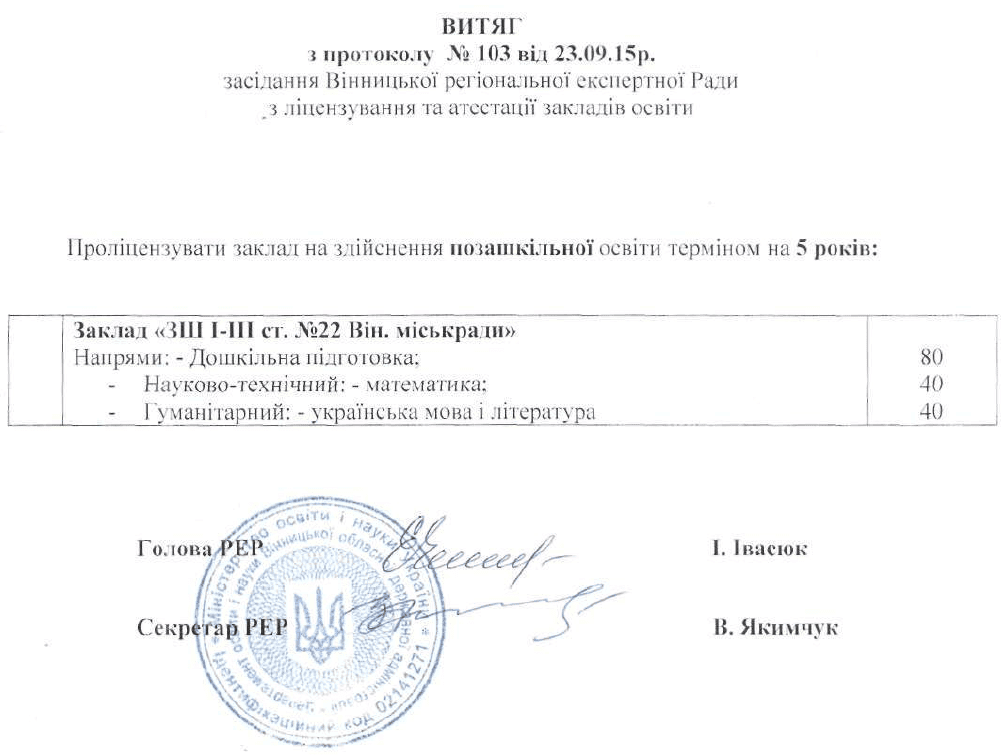 ВИТЯГ
з протоколу № 103 від 23.09.15р.
засідання Вінницької регіональної експертної Ради
з ліцензування та атестації закладів освіти
Проліцензувати заклад на здійснення позашкільної освіти терміном на 5 років:
Заклад «ЗШ І-ІІІ ст. №22 Він. міськради»
Напрями: - Дошкільна підготовка; 80
- Науково-технічний: - математика; 40
- Гуманітарний: - українська мова і література 40
Голова РЕР І. Івасюк
Секретар РЕР В. Якимчук
Міністерство освіти і науки України * Ідентифікаційний код 02141271 *
Департамент освіти і науки Вінницької обласної державної адміністрації